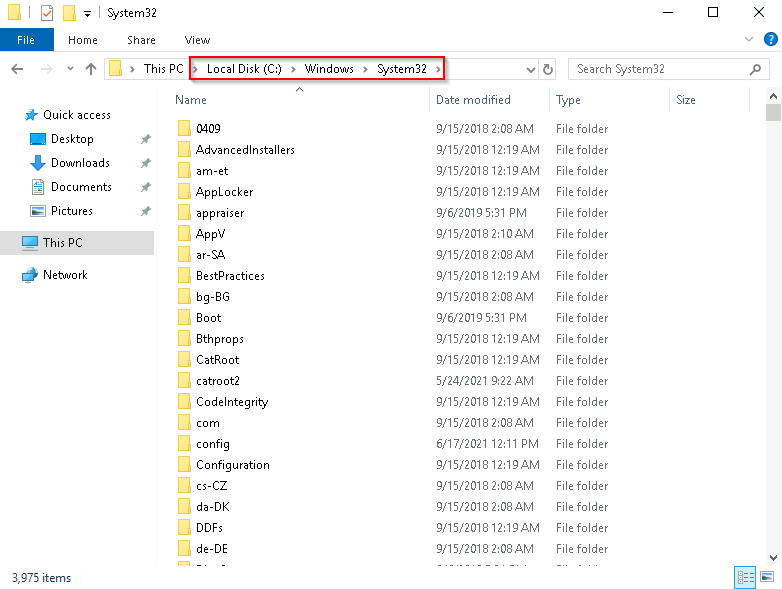 System32
File Home Share View
This PC Local Disk (C:) Windows System32 Search System32
Name Date modified Type Size
Quick access
Desktop
Downloads
Documents
Pictures
This PC
Network
0409 9/15/2018 2:08 AM File folder
AdvancedInstallers 9/15/2018 12:19 AM File folder
am-et 9/15/2018 12:19 AM File folder
AppLocker 9/15/2018 12:19 AM File folder
appraiser 9/6/2019 5:31 PM File folder
AppV 9/15/2018 2:10 AM File folder
ar-SA 9/15/2018 2:08 AM File folder
BestPractices 9/15/2018 12:19 AM File folder
bg-BG 9/15/2018 2:08 AM File folder
Boot 9/6/2019 5:31 PM File folder
Bthprops 9/15/2018 12:19 AM File folder
CatRoot 9/15/2018 12:19 AM File folder
catroot2 5/24/2021 9:22 AM File folder
CodeIntegrity 9/15/2018 12:19 AM File folder
com 9/15/2018 2:08 AM File folder
config 6/17/2021 12:11 PM File folder
Configuration 9/15/2018 12:19 AM File folder
cs-CZ 9/15/2018 2:08 AM File folder
da-DK 9/15/2018 2:08 AM File folder
DDFs 9/15/2018 12:19 AM File folder
de-DE 9/15/2018 2:08 AM File folder
3,975 items